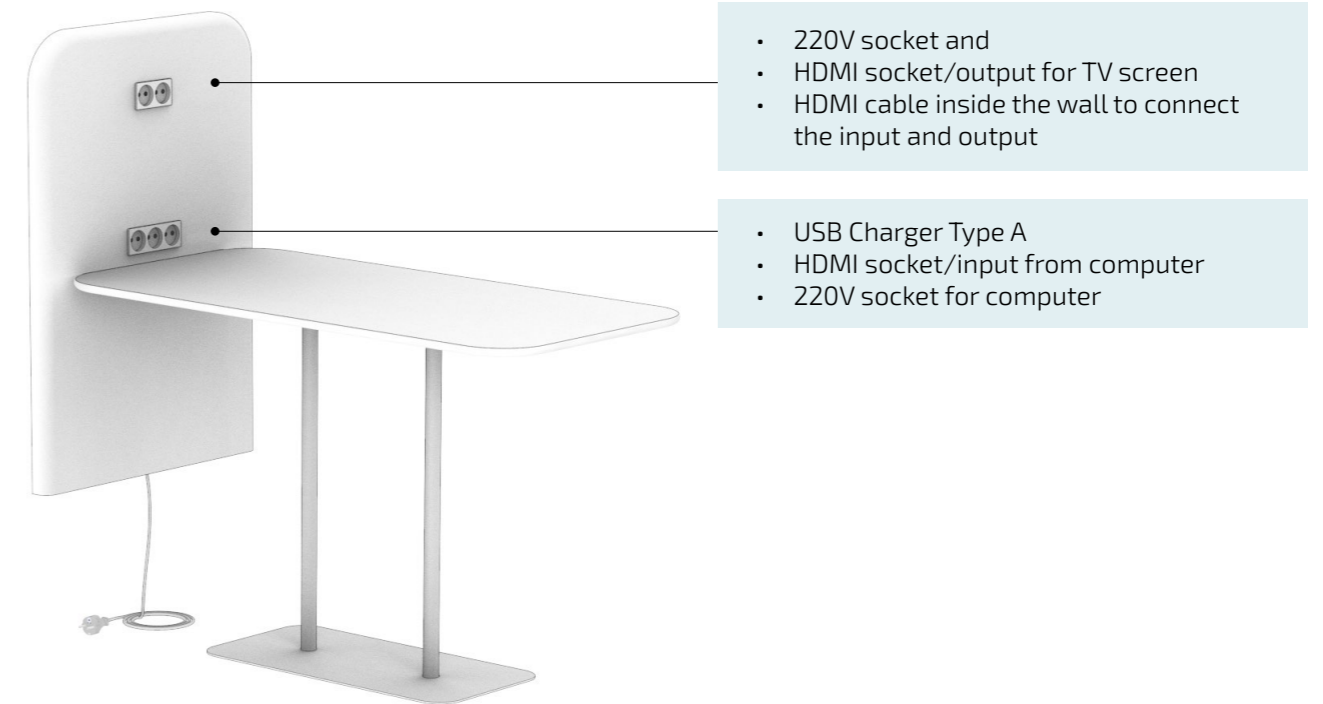 • 220V socket and
• HDMI socket/output for TV screen
• HDMI cable inside the wall to connect
the input and output
• USB Charger Type A
• HDMI socket/input from computer
• 220V socket for computer